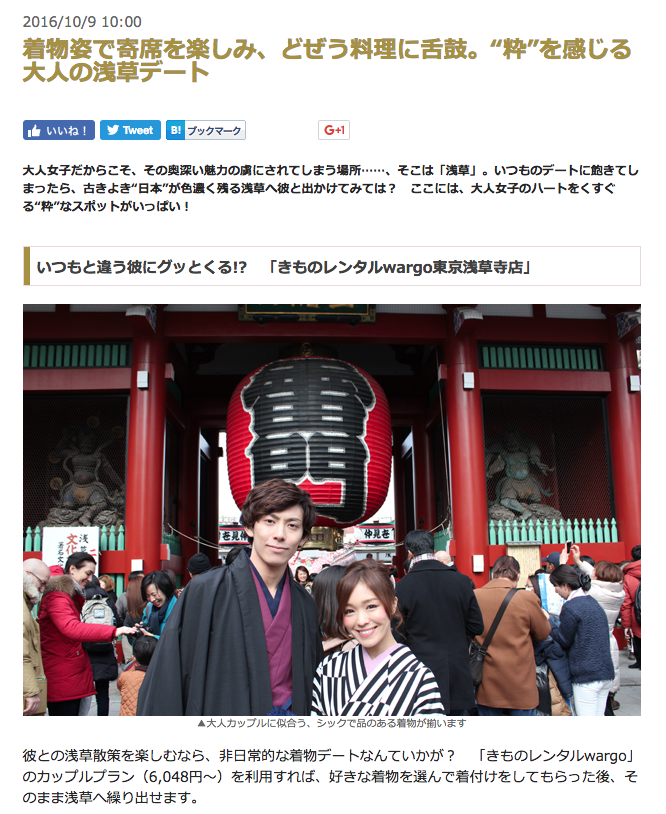 2016/10/9 10:00
着物姿で寄席を楽しみ、どぜう料理に舌鼓。“粋”を感じる
大人の浅草デート
いいね！ Tweet B! ブックマーク G+1
大人女子だからこそ、その奥深い魅力の虜にされてしまう場所……、そこは「浅草」。いつものデートに飽きてし
まったら、古きよき“日本”が色濃く残る浅草へ彼と出かけてみては？　ここには、大人女子のハートをくすぐ
る“粋”なスポットがいっぱい！
いつもと違う彼にグッとくる!?　「きものレンタルwargo東京浅草寺店」
雷門
仲見世
浅草
文化
▲大人カップルに似合う、シックで品のある着物が揃います
彼との浅草散策を楽しむなら、非日常的な着物デートなんていかが？　「きものレンタルwargo」
のカップルプラン（6,048円〜）を利用すれば、好きな着物を選んで着付けをしてもらった後、そ
のまま浅草へ繰り出せます。